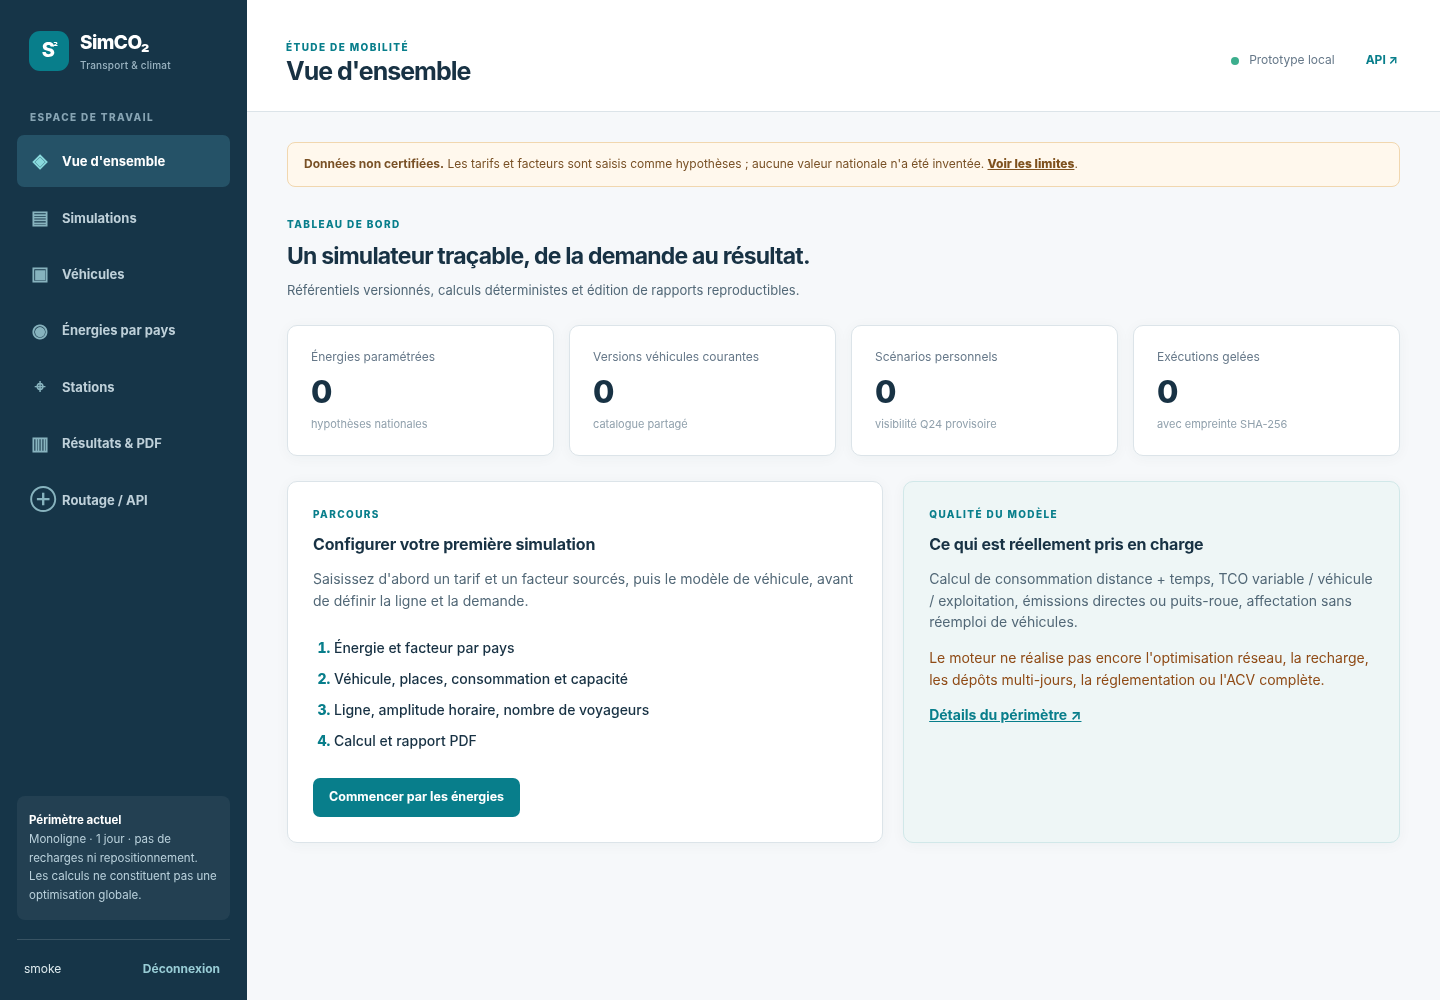 S²
SimCO₂
Transport & climat
ESPACE DE TRAVAIL
Vue d'ensemble
Simulations
Véhicules
Énergies par pays
Stations
Résultats & PDF
Routage / API
Périmètre actuel
Monoligne · 1 jour · pas de
recharges ni repositionnement.
Les calculs ne constituent pas une
optimisation globale.
smoke
Déconnexion
ÉTUDE DE MOBILITÉ
Vue d'ensemble
Prototype local
API ↗
Données non certifiées. Les tarifs et facteurs sont saisis comme hypothèses ; aucune valeur nationale n'a été inventée. Voir les limites.
TABLEAU DE BORD
Un simulateur traçable, de la demande au résultat.
Référentiels versionnés, calculs déterministes et édition de rapports reproductibles.
Énergies paramétrées
0
hypothèses nationales
Versions véhicules courantes
0
catalogue partagé
Scénarios personnels
0
visibilité Q24 provisoire
Exécutions gelées
0
avec empreinte SHA-256
PARCOURS
Configurer votre première simulation
Saisissez d'abord un tarif et un facteur sourcés, puis le modèle de véhicule, avant
de définir la ligne et la demande.
1. Énergie et facteur par pays
2. Véhicule, places, consommation et capacité
3. Ligne, amplitude horaire, nombre de voyageurs
4. Calcul et rapport PDF
Commencer par les énergies
QUALITÉ DU MODÈLE
Ce qui est réellement pris en charge
Calcul de consommation distance + temps, TCO variable / véhicule
/ exploitation, émissions directes ou puits-roue, affectation sans
réemploi de véhicules.
Le moteur ne réalise pas encore l'optimisation réseau, la recharge,
les dépôts multi-jours, la réglementation ou l'ACV complète.
Détails du périmètre ↗